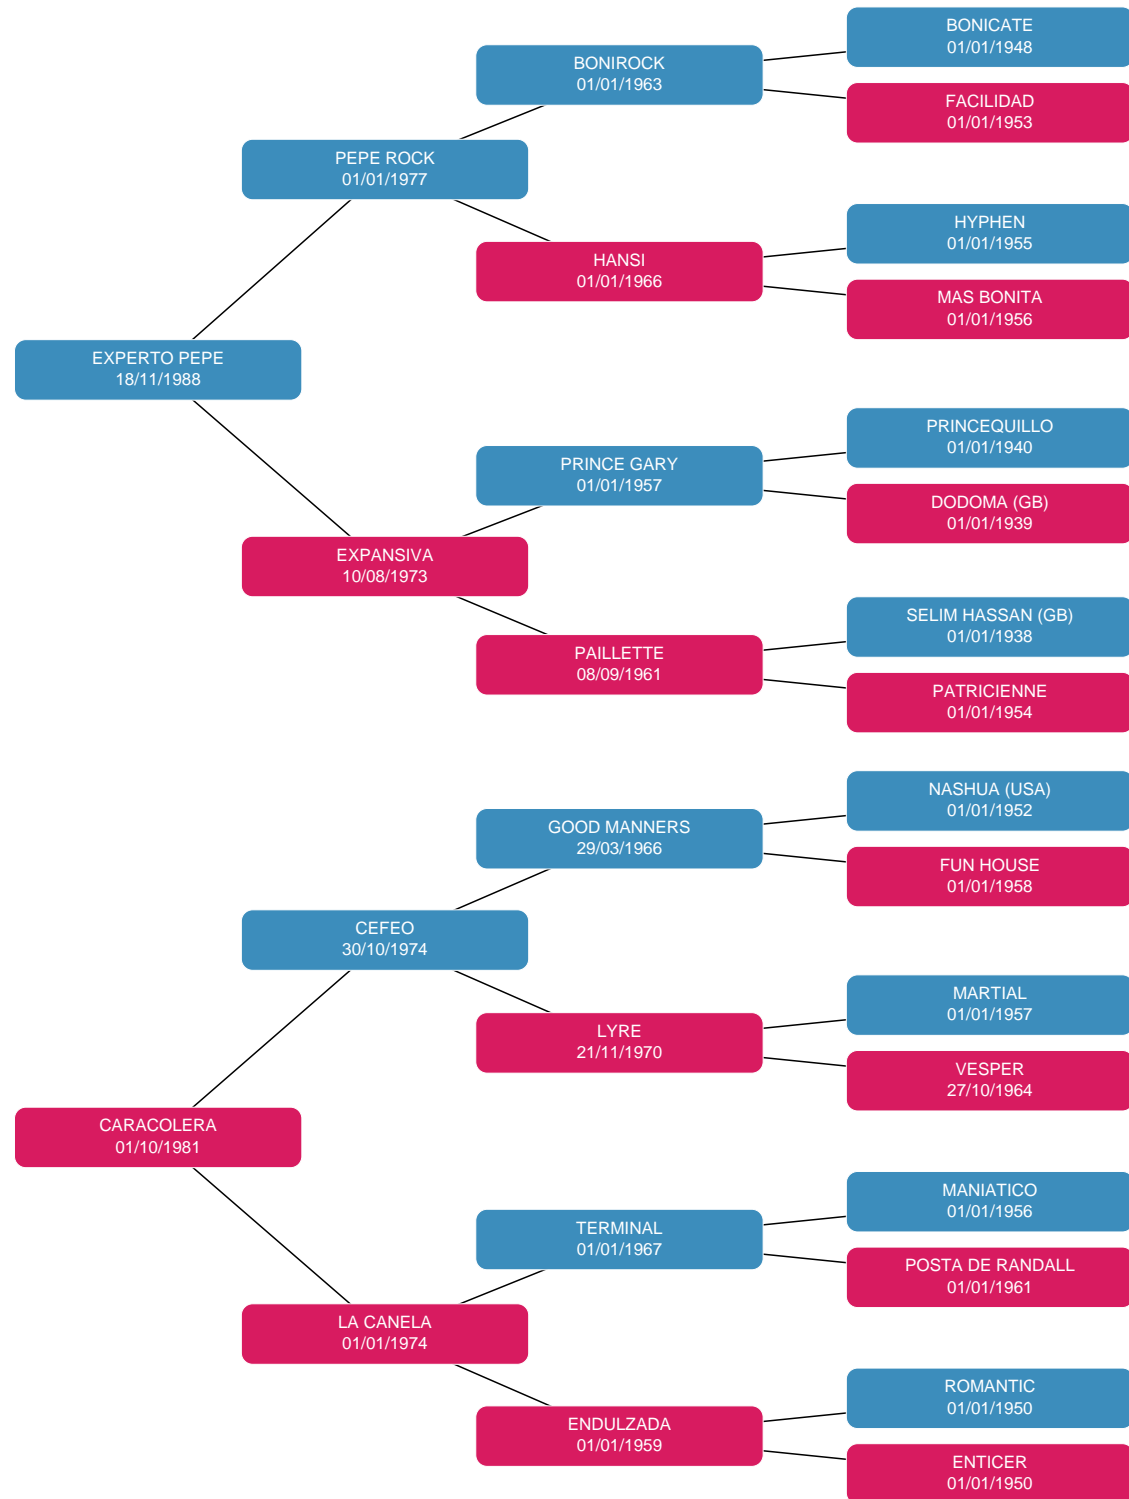 BONICATE
01/01/1948
BONIROCK
01/01/1963
FACILIDAD
01/01/1953
PEPE ROCK
01/01/1977
HYPHEN
01/01/1955
HANSI
01/01/1966
MAS BONITA
01/01/1956
EXPERTO PEPE
18/11/1988
PRINCEQUILLO
01/01/1940
PRINCE GARY
01/01/1957
DODOMA (GB)
01/01/1939
EXPANSIVA
10/08/1973
SELIM HASSAN (GB)
01/01/1938
PAILLETTE
08/09/1961
PATRICIENNE
01/01/1954
NASHUA (USA)
01/01/1952
GOOD MANNERS
29/03/1966
FUN HOUSE
01/01/1958
CEFEO
30/10/1974
MARTIAL
01/01/1957
LYRE
21/11/1970
VESPER
27/10/1964
CARACOLERA
01/10/1981
MANIATICO
01/01/1956
TERMINAL
01/01/1967
POSTA DE RANDALL
01/01/1961
LA CANELA
01/01/1974
ROMANTIC
01/01/1950
ENDULZADA
01/01/1959
ENTICER
01/01/1950